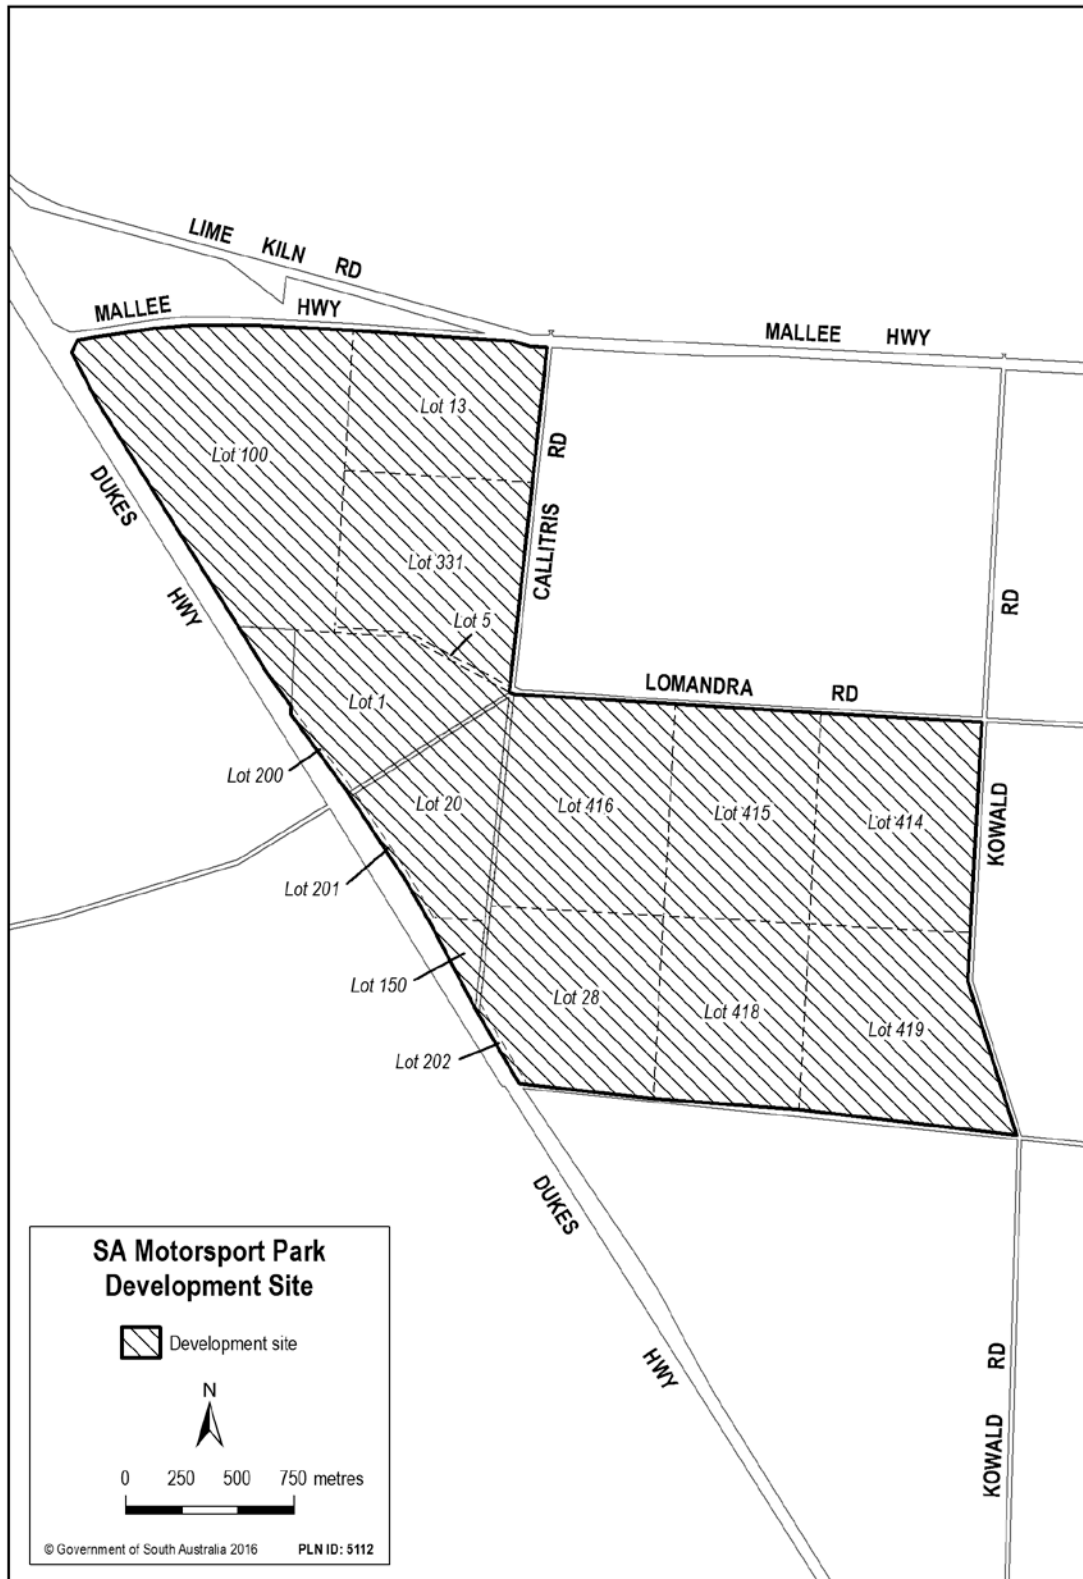 LIME KILN RD
MALLEE HWY
MALLEE HWY
Lot 13
Lot 100
CALLITRIS RD
DUKES HWY
Lot 331
KOWALD RD
Lot 5
LOMANDRA RD
Lot 1
Lot 200
Lot 20
Lot 416
Lot 415
Lot 414
Lot 201
Lot 150
Lot 28
Lot 418
Lot 419
Lot 202
DUKES HWY
KOWALD RD
SA Motorsport Park
Development Site
Development site
N
0 250 500 750 metres
© Government of South Australia 2016 PLN ID: 5112